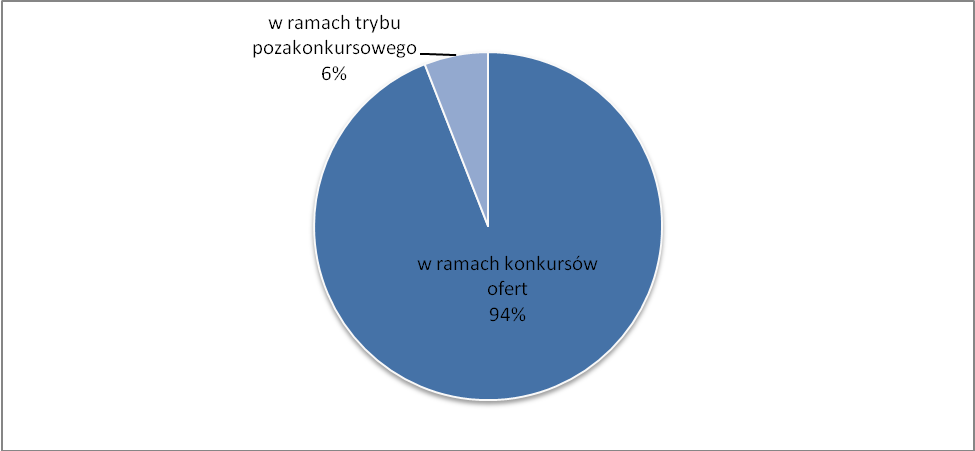 w ramach trybu
pozakonkursowego
6%
w ramach konkursów
ofert
94%